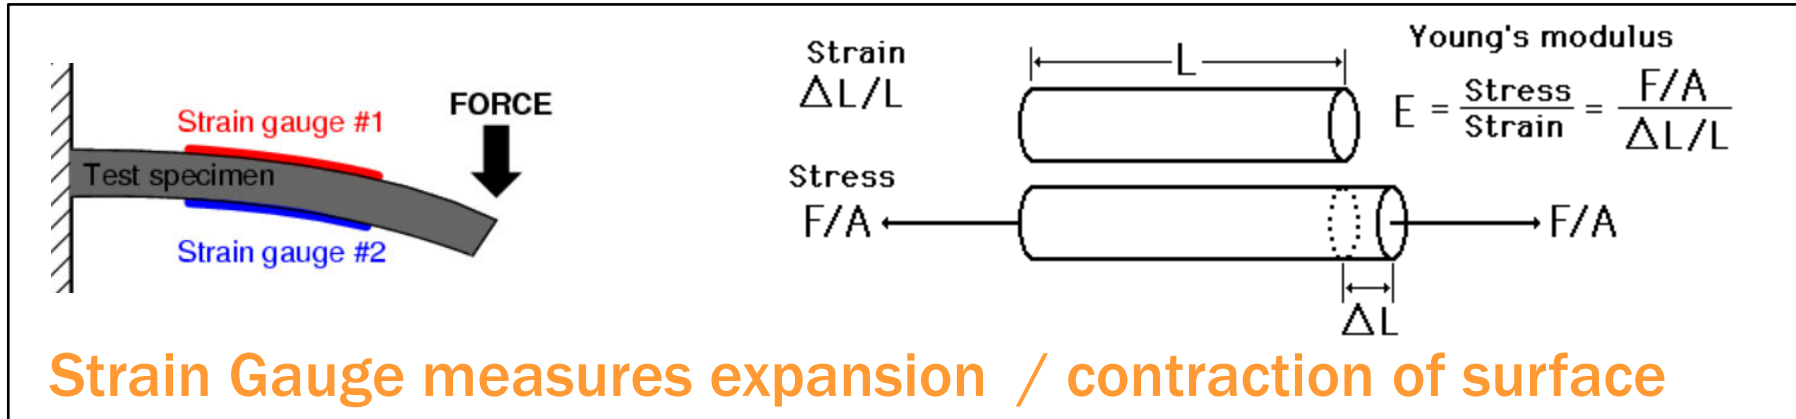 Strain gauge #1
FORCE
Test specimen
Strain gauge #2
Strain
ΔL/L
L
Young's modulus
E = Stress/Strain = F/A / ΔL/L
Stress
F/A
F/A
ΔL
Strain Gauge measures expansion / contraction of surface